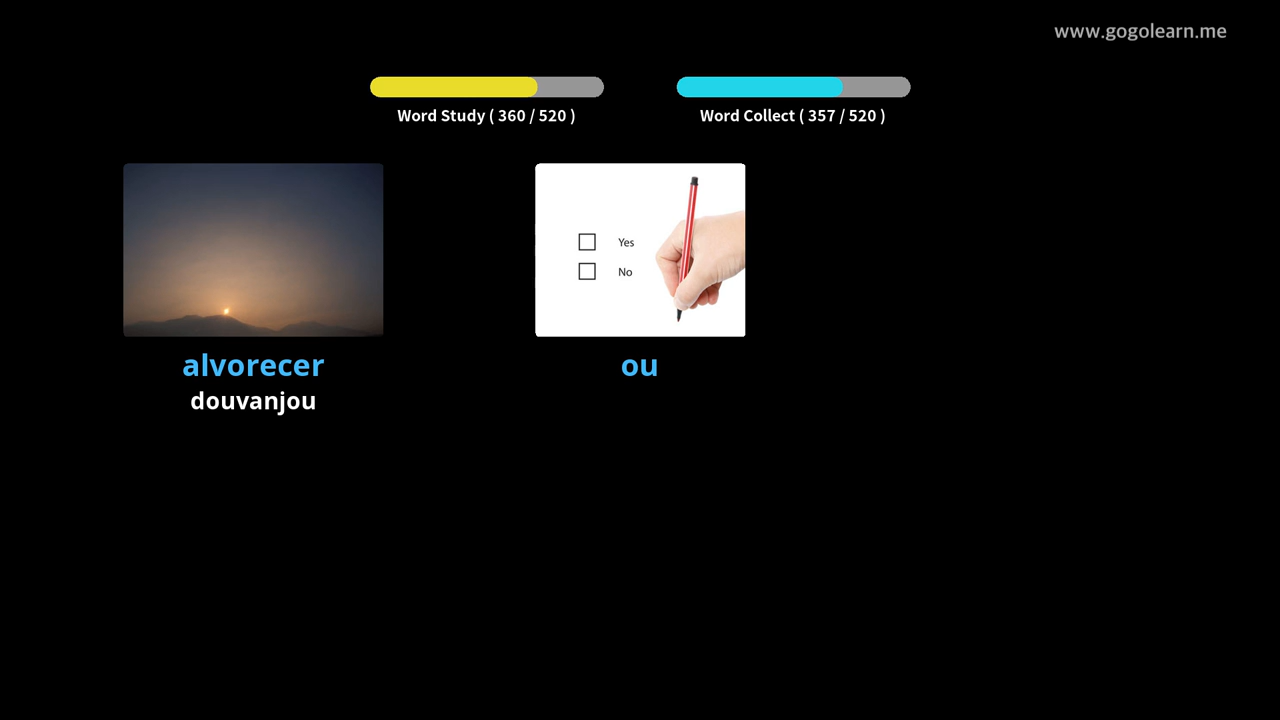 www.gogolearn.me
Word Study ( 360 / 520 )
Word Collect ( 357 / 520 )
Yes
No
alvorecer
douvanjou
ou